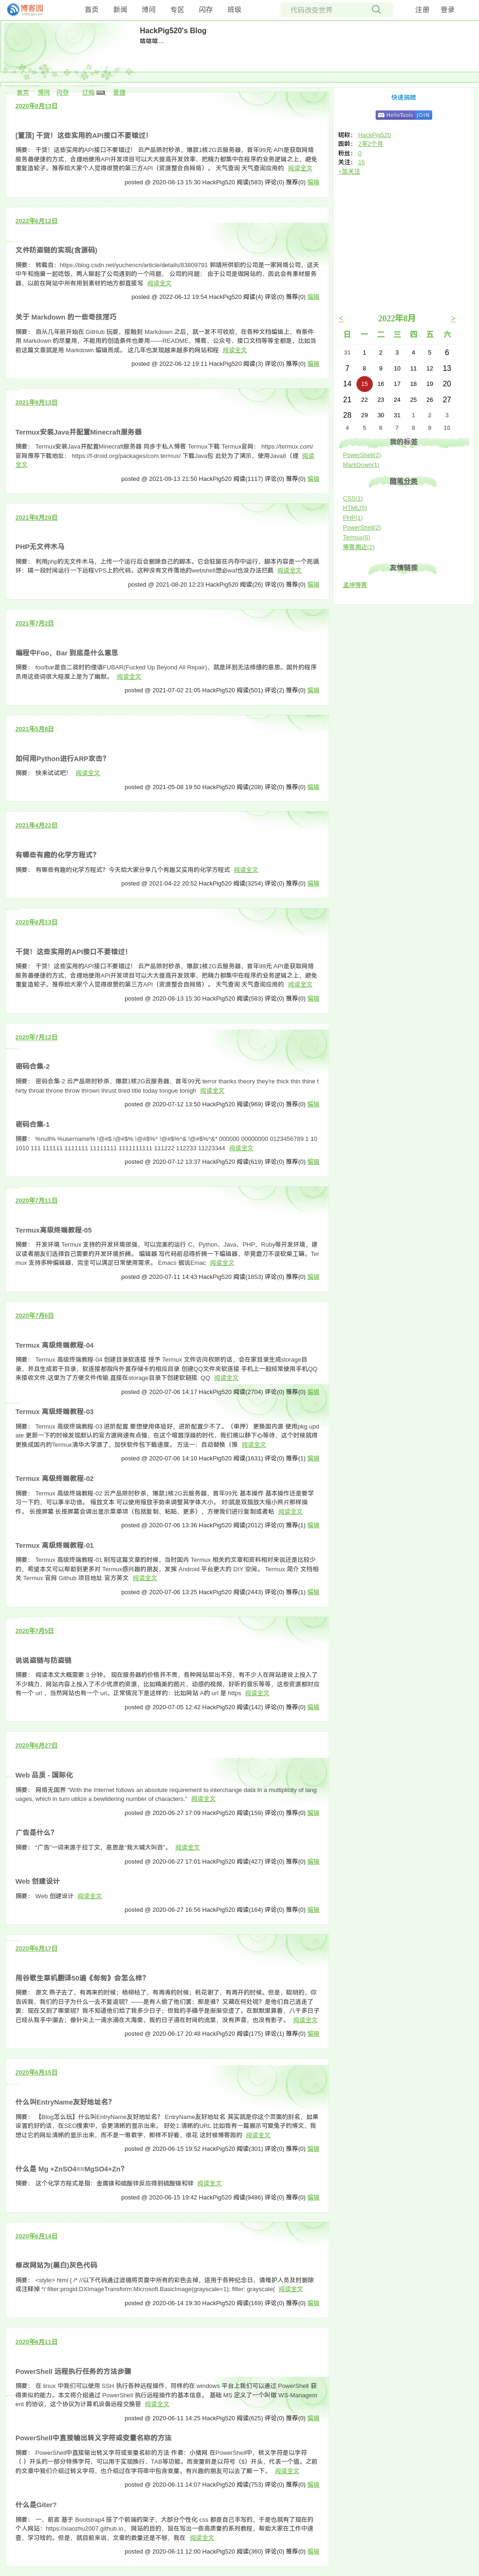 博客园
首页 新闻 博问 专区 闪存 班级
代码改变世界
注册 登录
HackPig520's Blog
咕咕咕...
首页 博问 闪存 订阅 管理
2020年8月13日
[置顶] 干货！这些实用的API接口不要错过!
摘要： 干货！这些实用的API接口不要错过！ 云产品限时秒杀，爆款1核2G云服务器，首年99元 API是获取网络服务最便捷的方式，合理地使用API开发项目可以大大提高开发效率，把精力都集中在程序的业务逻辑之上，避免重复造轮子。推荐给大家个人觉得很赞的第三方API（资源整合自网络）。 天气查询 天气查询应用的 阅读全文
posted @ 2020-08-13 15:30 HackPig520 阅读(583) 评论(0) 推荐(0) 编辑
2022年6月12日
文件防盗链的实现(含源码)
摘要： 转载自：https://blog.csdn.net/yuchencn/article/details/83809791 郭靖所供职的公司是一家网络公司，这天中午和拖雷一起吃饭，两人聊起了公司遇到的一个问题， 公司的问题： 由于公司是做网站的，因此会有素材服务器，以前在网站中所有用到素材的地方都直接写 阅读全文
posted @ 2022-06-12 19:54 HackPig520 阅读(4) 评论(0) 推荐(0) 编辑
关于 Markdown 的一些奇技淫巧
摘要： 自从几年前开始在 GitHub 玩耍，接触到 Markdown 之后，就一发不可收拾，在各种文档编辑上，有条件用 Markdown 的尽量用，不能用的创造条件也要用——README、博客、公众号、接口文档等等全都是，比如当前这篇文章就是用 Markdown 编辑而成。 这几年也发现越来越多的网站和程 阅读全文
posted @ 2022-06-12 19:11 HackPig520 阅读(3) 评论(0) 推荐(0) 编辑
2021年9月13日
Termux安装Java并配置Minecraft服务器
摘要： Termux安装Java并配置Minecraft服务器 同步于私人博客 Termux下载 Termux官网： https://termux.com/ 官网推荐下载地址： https://f-droid.org/packages/com.termux/ 下载Java包 此处为了演示，使用Java8（理 阅读全文
posted @ 2021-09-13 21:50 HackPig520 阅读(1117) 评论(0) 推荐(0) 编辑
2021年8月20日
PHP无文件木马
摘要： 利用php的无文件木马，上传一个运行后会删除自己的脚本。它会驻留在内存中运行，脚本内容是一个死循环：每一段时间运行一下远程VPS上的代码。这种没有文件落地的webshell想必waf也没办法拦截 阅读全文
posted @ 2021-08-20 12:23 HackPig520 阅读(26) 评论(0) 推荐(0) 编辑
2021年7月2日
编程中Foo，Bar 到底是什么意思
摘要： foo/bar是自二战时的俚语FUBAR(Fucked Up Beyond All Repair)，就是坏到无法修缮的意思。国外的程序员用这些词很大程度上是为了幽默。 阅读全文
posted @ 2021-07-02 21:05 HackPig520 阅读(501) 评论(2) 推荐(0) 编辑
2021年5月8日
如何用Python进行ARP攻击?
摘要： 快来试试吧！ 阅读全文
posted @ 2021-05-08 19:50 HackPig520 阅读(208) 评论(0) 推荐(0) 编辑
2021年4月22日
有哪些有趣的化学方程式?
摘要： 有哪些有趣的化学方程式？今天给大家分享几个有趣又实用的化学方程式 阅读全文
posted @ 2021-04-22 20:52 HackPig520 阅读(3254) 评论(0) 推荐(0) 编辑
2020年8月13日
干货！这些实用的API接口不要错过!
摘要： 干货！这些实用的API接口不要错过！ 云产品限时秒杀，爆款1核2G云服务器，首年99元 API是获取网络服务最便捷的方式，合理地使用API开发项目可以大大提高开发效率，把精力都集中在程序的业务逻辑之上，避免重复造轮子。推荐给大家个人觉得很赞的第三方API（资源整合自网络）。 天气查询 天气查询应用的 阅读全文
posted @ 2020-08-13 15:30 HackPig520 阅读(583) 评论(0) 推荐(0) 编辑
2020年7月12日
密码合集-2
摘要： 密码合集-2 云产品限时秒杀，爆款1核2G云服务器，首年99元 terror thanks theory they're thick thin thine thirty throat throne throw thrown thrust tired title today tongue tonigh 阅读全文
posted @ 2020-07-12 13:50 HackPig520 阅读(969) 评论(0) 推荐(0) 编辑
密码合集-1
摘要： %null% %username% !@#$ !@#$% !@#$%^ !@#$%^& !@#$%^&* 000000 00000000 0123456789 1 101010 111 111111 1111111 11111111 1111111111 111222 112233 11223344 阅读全文
posted @ 2020-07-12 13:37 HackPig520 阅读(619) 评论(0) 推荐(0) 编辑
2020年7月11日
Termux高级终端教程-05
摘要： 开发环境 Termux 支持的开发环境很强，可以完美的运行 C、Python、Java、PHP、Ruby等开发环境，建议读者朋友们选择自己需要的开发环境折腾。 编辑器 写代码前总得折腾一下编辑器，毕竟磨刀不误砍柴工嘛。Termux 支持多种编辑器，完全可以满足日常使用需求。 Emacs 据说Emac 阅读全文
posted @ 2020-07-11 14:43 HackPig520 阅读(1653) 评论(0) 推荐(0) 编辑
2020年7月6日
Termux 高级终端教程-04
摘要： Termux 高级终端教程-04 创建目录软连接 授予 Termux 文件访问权限的话，会在家目录生成storage目录，并且生成若干目录，软连接都指向外置存储卡的相应目录 创建QQ文件夹软连接 手机上一般经常使用手机QQ来接收文件,这里为了方便文件传输,直接在storage目录下创建软链接. QQ 阅读全文
posted @ 2020-07-06 14:17 HackPig520 阅读(2704) 评论(0) 推荐(0) 编辑
Termux 高级终端教程-03
摘要： Termux 高级终端教程-03 进阶配置 要想使用体验好，进阶配置少不了。（单押） 更换国内源 使用pkg update 更新一下的时候发现默认的官方源网速有点慢，在这个喧嚣浮躁的时代，我们难以静下心等待，这个时候就得更换成国内的Termux清华大学源了，加快软件包下载速度。 方法一：自动替换（推 阅读全文
posted @ 2020-07-06 14:10 HackPig520 阅读(1631) 评论(0) 推荐(1) 编辑
Termux 高级终端教程-02
摘要： Termux 高级终端教程-02 云产品限时秒杀，爆款1核2G云服务器，首年99元 基本操作 基本操作还是要学习一下的，可以事半功倍。 缩放文本 可以使用缩放手势来调整其字体大小。 对!就是双指放大缩小照片那样操作。 长按屏幕 长按屏幕会调出显示菜单项（包括复制、粘贴、更多），方便我们进行复制或者粘 阅读全文
posted @ 2020-07-06 13:36 HackPig520 阅读(2012) 评论(0) 推荐(1) 编辑
Termux 高级终端教程-01
摘要： Termux 高级终端教程-01 刚写这篇文章的时候，当时国内 Termux 相关的文章和资料相对来说还是比较少的，希望本文可以帮助到更多对 Termux感兴趣的朋友，发挥 Android 平台更大的 DIY 空间。 Termux 简介 文档相关 Termux 官网 Github 项目地址 官方英文 阅读全文
posted @ 2020-07-06 13:25 HackPig520 阅读(2443) 评论(0) 推荐(1) 编辑
2020年7月5日
说说盗链与防盗链
摘要： 阅读本文大概需要 3 分钟。 现在服务器的价格并不贵，各种网站层出不穷，有不少人在网站建设上投入了不少精力，网站内容上投入了不少优质的资源，比如精美的图片，动感的视频，好听的音乐等等，这些资源都对应有一个 url ，当然网站也有一个 url。正常情况下是这样的：比如网站 A的 url 是 https 阅读全文
posted @ 2020-07-05 12:42 HackPig520 阅读(142) 评论(0) 推荐(0) 编辑
2020年6月27日
Web 品质 - 国际化
摘要： 网络无国界 "With the Internet follows an absolute requirement to interchange data in a multiplicity of languages, which in turn utilize a bewildering number of characters." 阅读全文
posted @ 2020-06-27 17:09 HackPig520 阅读(159) 评论(0) 推荐(0) 编辑
广告是什么?
摘要： “广告”一词来源于拉丁文，意思是“我大喊大叫百”。 阅读全文
posted @ 2020-06-27 17:01 HackPig520 阅读(427) 评论(0) 推荐(0) 编辑
Web 创建设计
摘要： Web 创建设计 阅读全文
posted @ 2020-06-27 16:56 HackPig520 阅读(164) 评论(0) 推荐(0) 编辑
2020年6月17日
用谷歌生草机翻译50遍《匆匆》会怎么样?
摘要： 原文 燕子去了，有再来的时候；杨柳枯了，有再青的时候；桃花谢了，有再开的时候。但是，聪明的，你告诉我，我们的日子为什么一去不复返呢？——是有人偷了他们罢：那是谁？又藏在何处呢？是他们自己逃走了罢：现在又到了哪里呢？我不知道他们给了我多少日子；但我的手确乎是渐渐空虚了。在默默里算着，八千多日子已经从我手中溜去；像针尖上一滴水滴在大海里，我的日子滴在时间的流里，没有声音，也没有影子。 阅读全文
posted @ 2020-06-17 20:48 HackPig520 阅读(175) 评论(1) 推荐(0) 编辑
2020年6月15日
什么叫EntryName友好地址名?
摘要： 【Blog怎么玩】什么叫EntryName友好地址名？ EntryName友好地址名 其实就是你这个页面的别名，如果设置的好的话，在SEO搜索中，会更清晰的显示出来。 好处1:清晰的URL 比如我有一篇展示可爱兔子的博文，我想让它的网址清晰的显示出来，而不是一堆数字，那样不好看，很花 这时候博客园的 阅读全文
posted @ 2020-06-15 19:52 HackPig520 阅读(301) 评论(0) 推荐(0) 编辑
什么是 Mg +ZnSO4==MgSO4+Zn?
摘要： 这个化学方程式是指：金属镁和硫酸锌反应得到硫酸镁和锌 阅读全文
posted @ 2020-06-15 19:42 HackPig520 阅读(9486) 评论(0) 推荐(0) 编辑
2020年6月14日
修改网站为(黑白)灰色代码
摘要： <style> html { /* //以下代码通过滤镜将页面中所有的彩色去掉，适用于各种纪念日，请维护人员及时删除或注释掉 */ filter:progid:DXImageTransform.Microsoft.BasicImage(grayscale=1); filter: grayscale( 阅读全文
posted @ 2020-06-14 19:30 HackPig520 阅读(169) 评论(0) 推荐(0) 编辑
2020年6月11日
PowerShell 远程执行任务的方法步骤
摘要： 在 linux 中我们可以使用 SSH 执行各种远程操作，同样的在 windows 平台上我们可以通过 PowerShell 获得类似的能力。本文将介绍通过 PowerShell 执行远程操作的基本信息。 基础 MS 定义了一个叫做 WS-Management 的协议，这个协议为计算机设备远程交换管 阅读全文
posted @ 2020-06-11 14:25 HackPig520 阅读(625) 评论(0) 推荐(0) 编辑
PowerShell中直接输出转义字符或变量名称的方法
摘要： PowerShell中直接输出转义字符或变量名称的方法 作者：小猪网 在PowerShell中，转义字符是以字符（·）开头的一部分特殊字符，可以用于实现换行、TAB等功能。而变量则是以符号（$）开头，代表一个值。之前的文章中我们介绍过转义字符，也介绍过在字符串中包含变量。有兴趣的朋友可以去了解一下。 阅读全文
posted @ 2020-06-11 14:07 HackPig520 阅读(753) 评论(0) 推荐(0) 编辑
什么是Giter?
摘要： 一、前言 基于 Bootstrap4 搭了个前端的架子，大部分个性化 css 都是自己手写的，于是也就有了现在的个人网站：https://xiaozhu2007.github.io， 网站的目的，旨在写出一些高质量的系列教程，帮助大家在工作中速查、学习啥的。但是，就目前来说，文章的数量还是不够，我在 阅读全文
posted @ 2020-06-11 12:00 HackPig520 阅读(360) 评论(0) 推荐(0) 编辑
快速捐赠
HelloTools JOIN
昵称： HackPig520
园龄： 2年2个月
粉丝： 0
关注： 16
+加关注
< 2022年8月 >
日 一 二 三 四 五 六
31 1 2 3 4 5 6
7 8 9 10 11 12 13
14 15 16 17 18 19 20
21 22 23 24 25 26 27
28 29 30 31 1 2 3
4 5 6 7 8 9 10
我的标签
PowerShell(2)
MarkDown(1)
随笔分类
CSS(1)
HTML(5)
PHP(1)
PowerShell(2)
Termux(6)
博客周边(2)
友情链接
孟坤博客